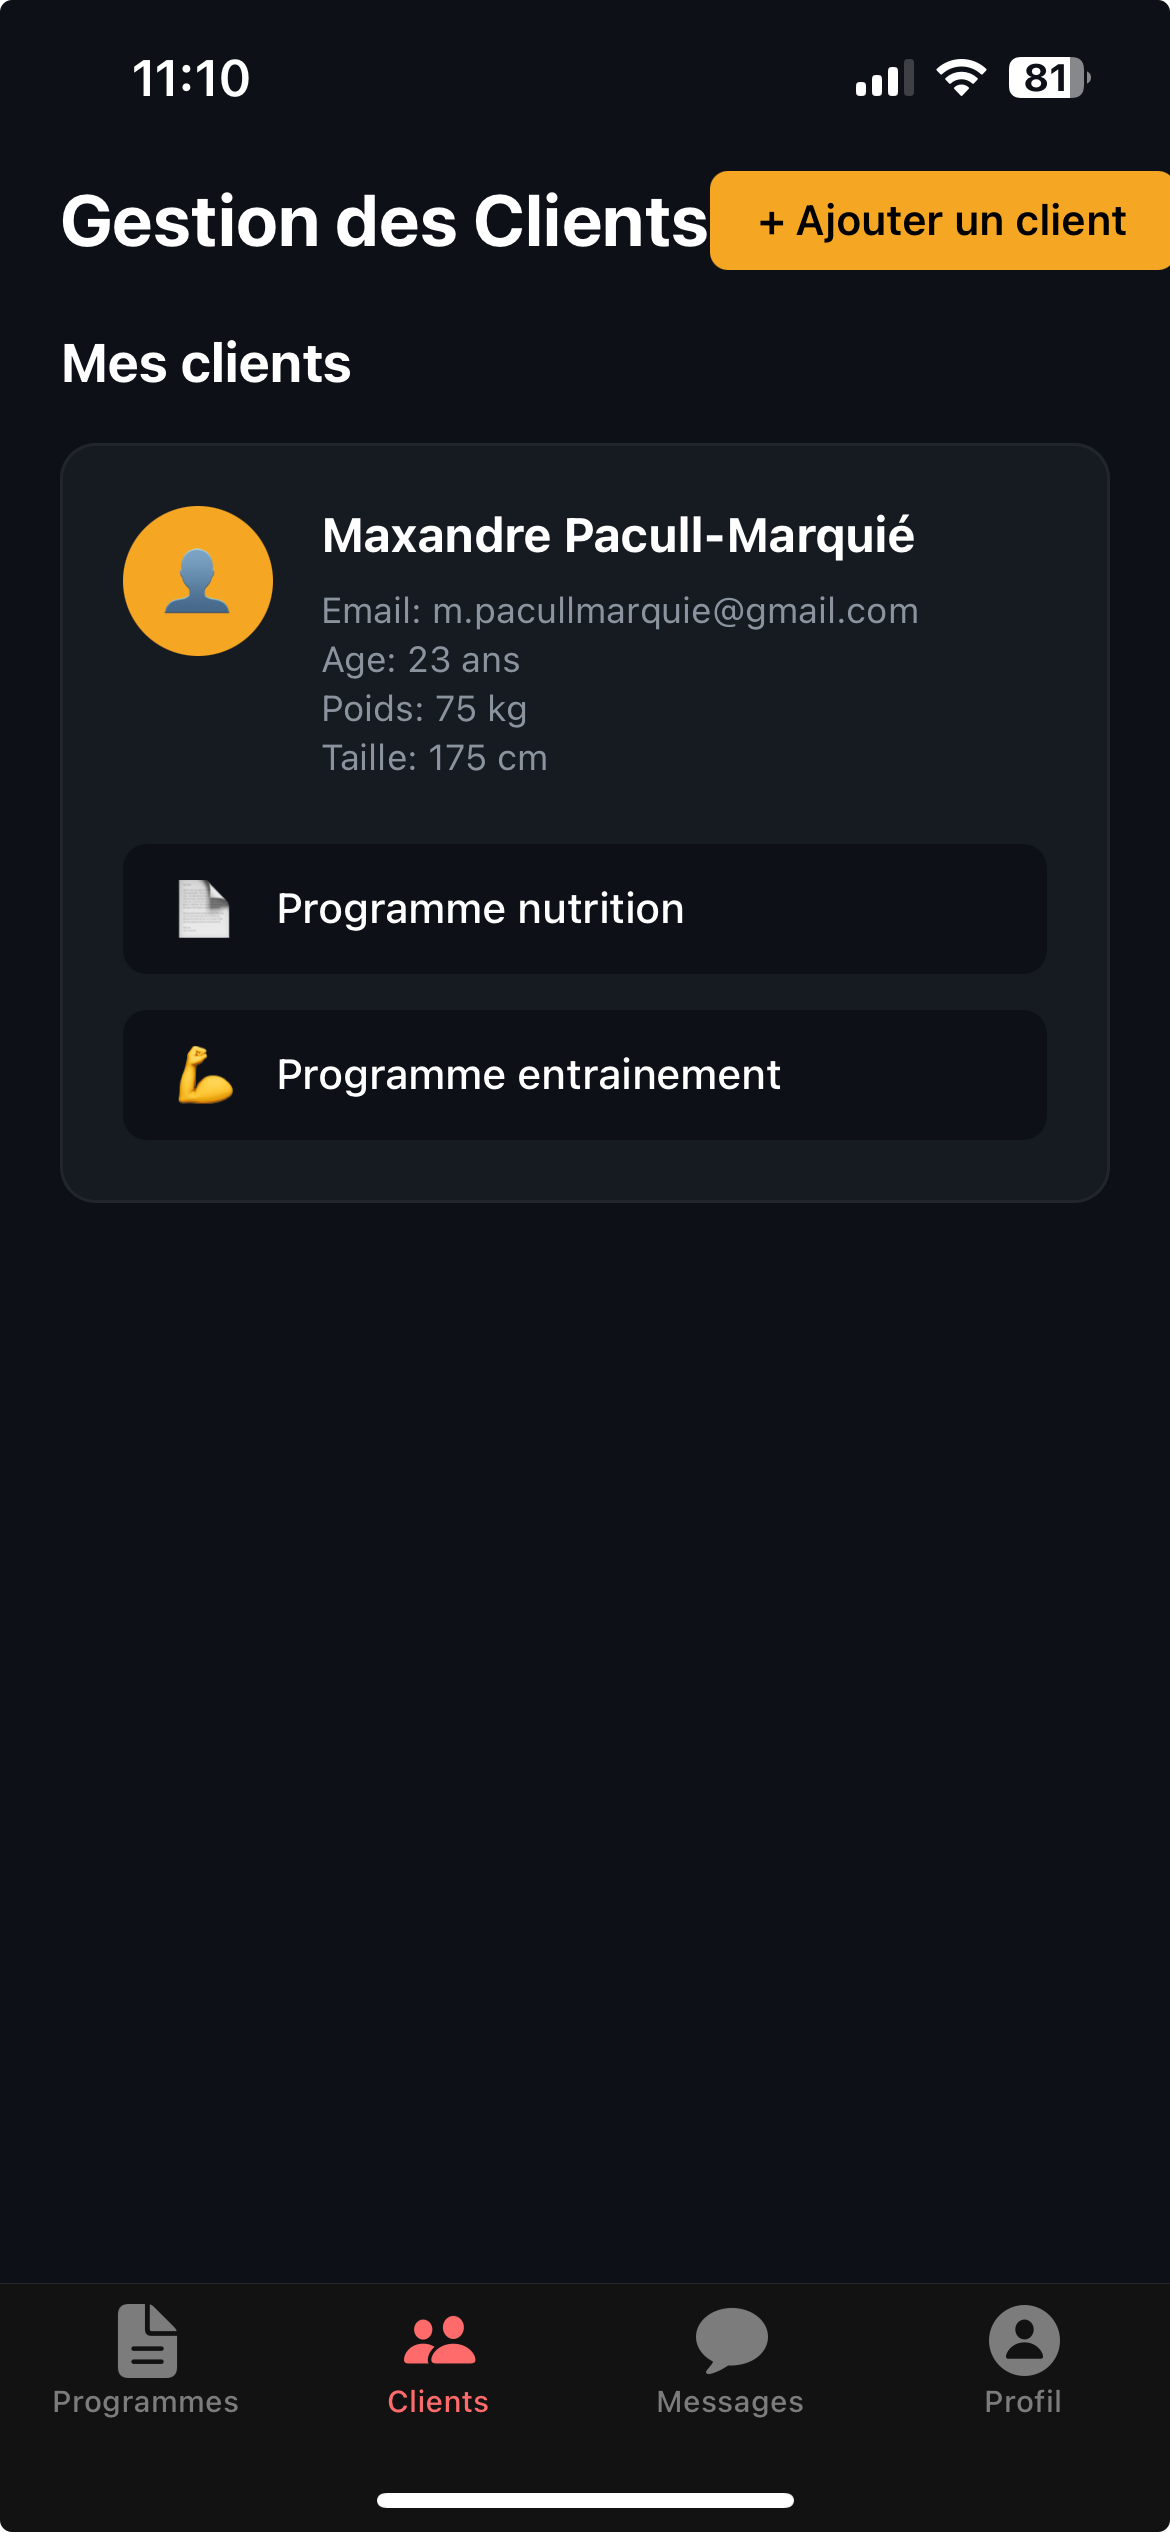 11:10
81
Gestion des Clients
+ Ajouter un client
Mes clients
Maxandre Pacull-Marquié
Email: m.pacullmarquie@gmail.com
Age: 23 ans
Poids: 75 kg
Taille: 175 cm
Programme nutrition
Programme entrainement
Programmes
Clients
Messages
Profil